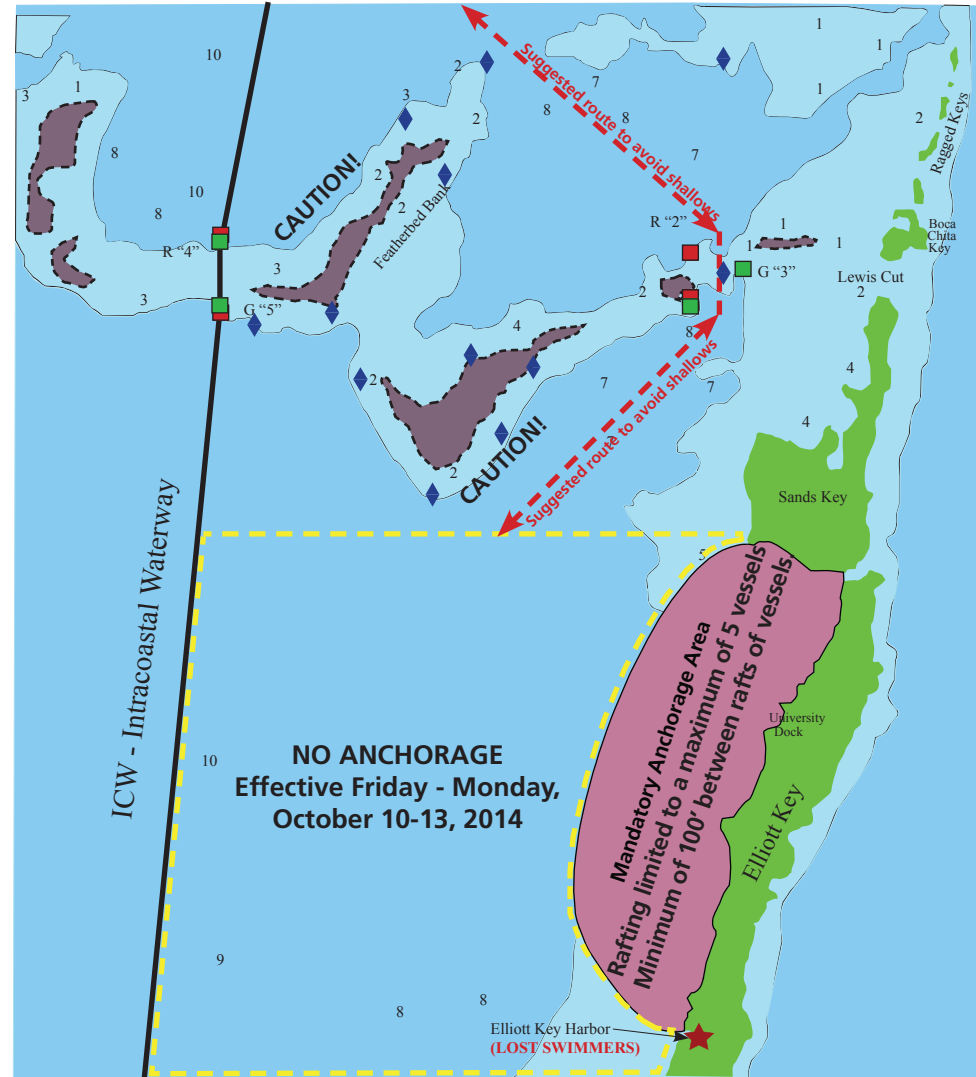 1
1
10
Suggested route to avoid shallows
2
7
3
1
3
1
8
8
2
2
Ragged Keys
8
7
2
10
CAUTION!
2
Featherbed Bank
8
R "2"
1
Boca
Chita
Key
R "4"
1
1
G "3"
3
2
Lewis Cut
2
3
G "5"
4
8
Suggested route to avoid shallows
2
7
7
4
4
CAUTION!
2
Sands Key
ICW - Intracoastal Waterway
5
Mandatory Anchorage Area
Rafting limited to a maximum of 5 vessels
Minimum of 100' between rafts of vessels.
University
Dock
10
NO ANCHORAGE
Effective Friday - Monday,
October 10-13, 2014
Elliott Key
9
8
8
Elliott Key Harbor
(LOST SWIMMERS)